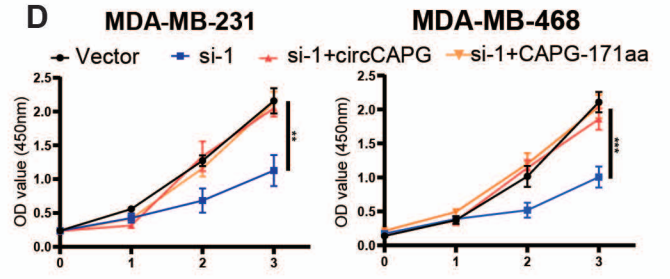 D
MDA-MB-231 MDA-MB-468
Vector si-1 si-1+circCAPG si-1+CAPG-171aa
OD value (450nm)
2.5
2.0
1.5
1.0
0.5
0.0
0 1 2 3
**
OD value (450nm)
2.5
2.0
1.5
1.0
0.5
0.0
0 1 2 3
***